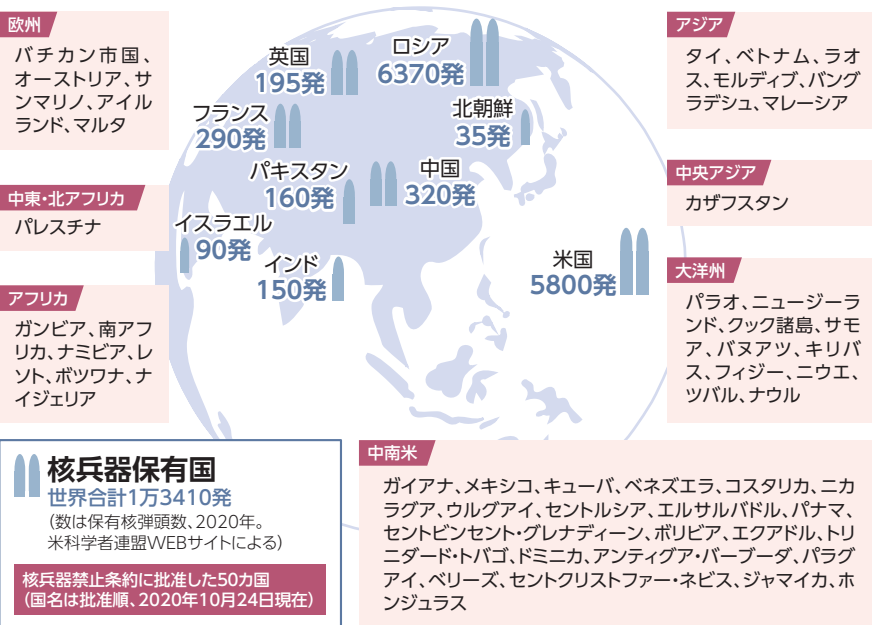 欧州
バチカン市国、
オーストリア、サ
ンマリノ、アイル
ランド、マルタ
中東・北アフリカ
パレスチナ
アフリカ
ガンビア、南アフ
リカ、ナミビア、レ
ソト、ボツワナ、ナ
イジェリア
英国
195発
ロシア
6370発
フランス
290発
北朝鮮
35発
パキスタン
160発
中国
320発
イスラエル
90発
インド
150発
米国
5800発
アジア
タイ、ベトナム、ラオ
ス、モルディブ、バング
ラデシュ、マレーシア
中央アジア
カザフスタン
大洋州
パラオ、ニュージーラ
ンド、クック諸島、サモ
ア、バヌアツ、キリバ
ス、フィジー、ニウエ、
ツバル、ナウル
核兵器保有国
世界合計1万3410発
(数は保有核弾頭数、2020年。
米科学者連盟WEBサイトによる)
核兵器禁止条約に批准した50カ国
(国名は批准順、2020年10月24日現在)
中南米
ガイアナ、メキシコ、キューバ、ベネズエラ、コスタリカ、ニカ
ラグア、ウルグアイ、セントルシア、エルサルバドル、パナマ、
セントビンセント・グレナディーン、ボリビア、エクアドル、トリ
ニダード・トバゴ、ドミニカ、アンティグア・バーブーダ、パラグ
アイ、ベリーズ、セントクリストファー・ネビス、ジャマイカ、ホ
ンジュラス